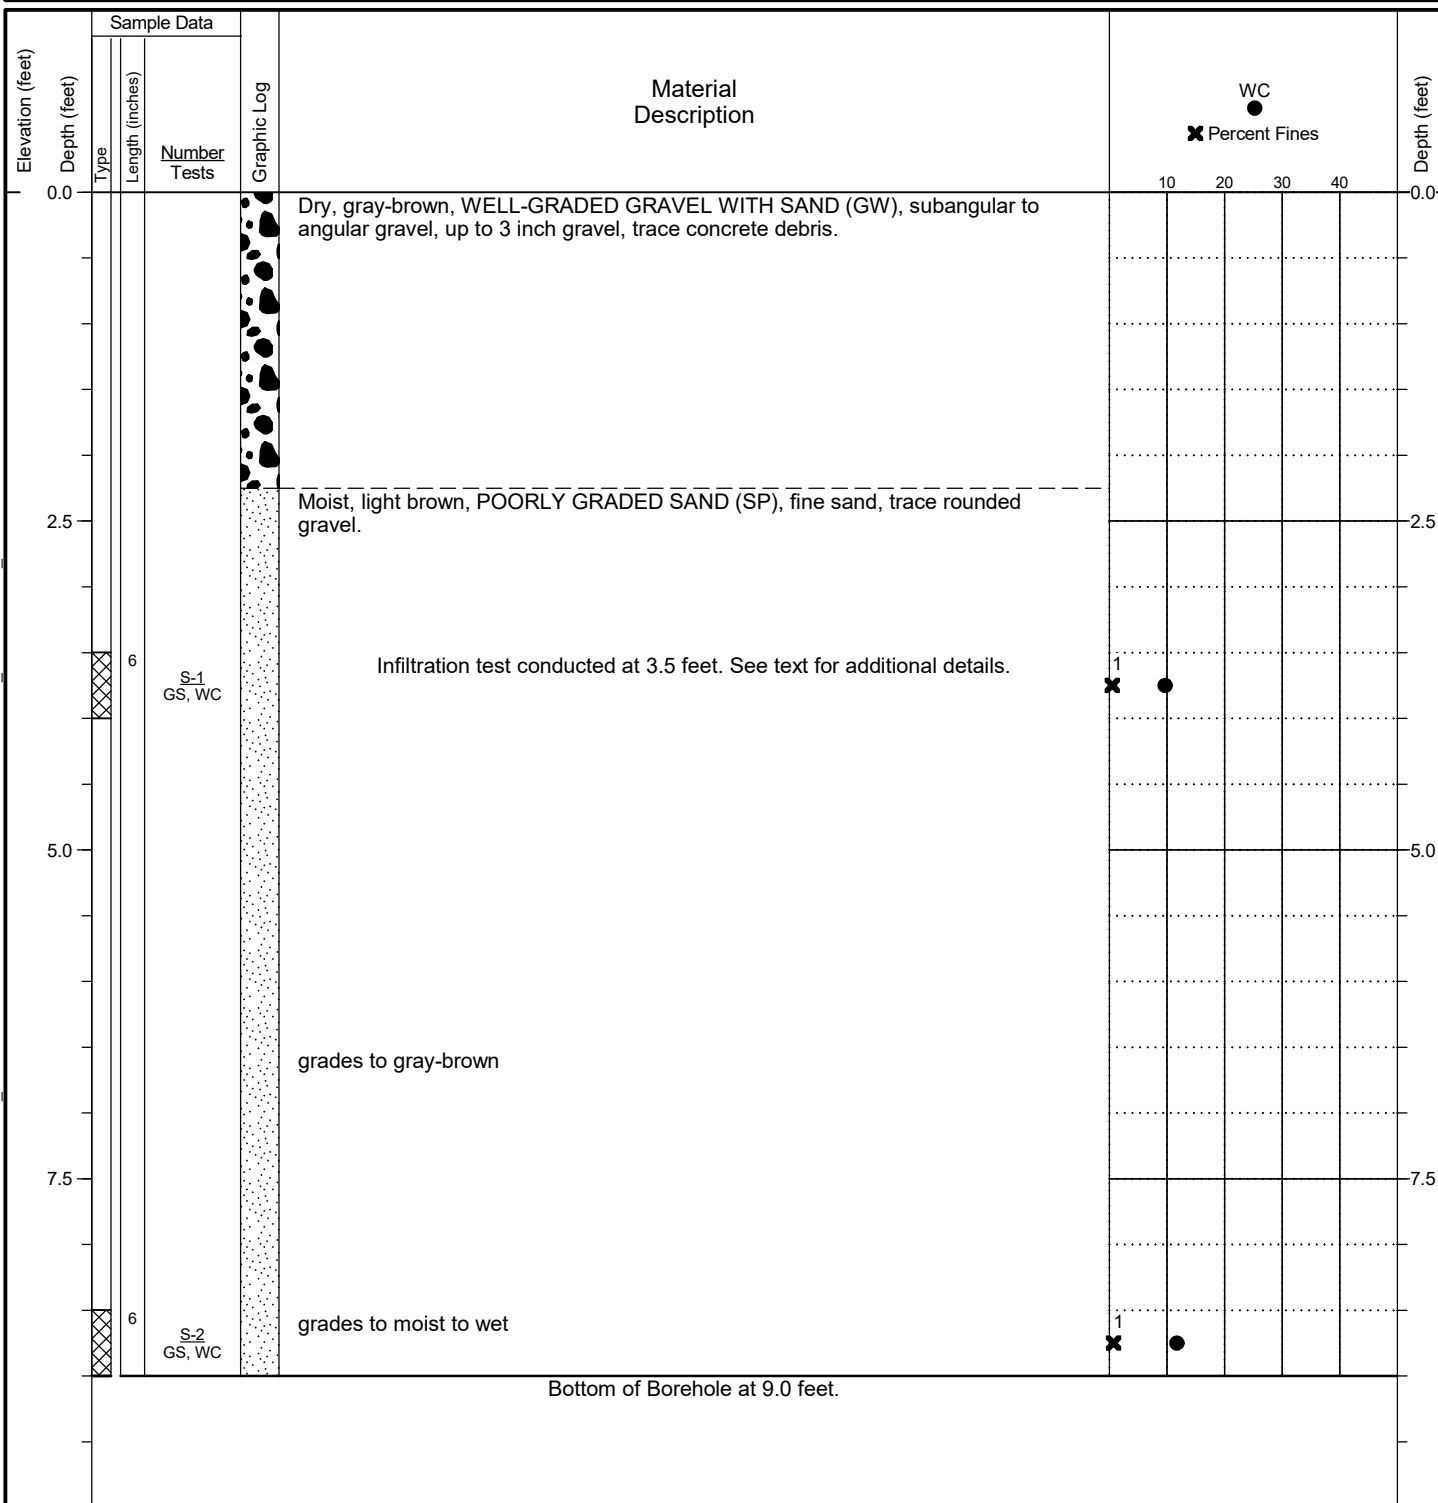 Sample Data
Elevation (feet)
Depth (feet)
Type
Length (inches)
Number
Tests
Graphic Log
Material
Description
WC
Percent Fines
Depth (feet)
10 20 30 40
0.0
0.0
Dry, gray-brown, WELL-GRADED GRAVEL WITH SAND (GW), subangular to
angular gravel, up to 3 inch gravel, trace concrete debris.
Moist, light brown, POORLY GRADED SAND (SP), fine sand, trace rounded
gravel.
2.5
2.5
6
S-1
GS, WC
Infiltration test conducted at 3.5 feet. See text for additional details.
1
5.0
5.0
grades to gray-brown
7.5
7.5
6
S-2
GS, WC
grades to moist to wet
1
Bottom of Borehole at 9.0 feet.